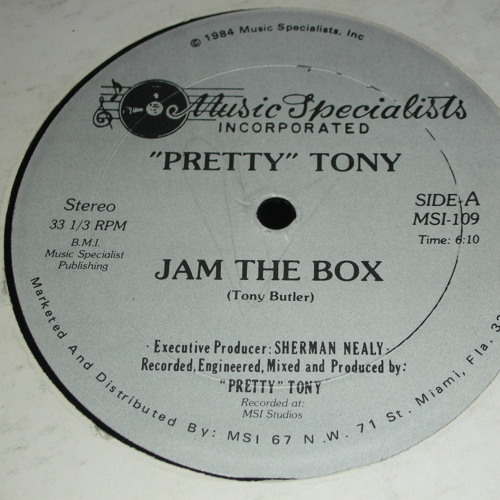 © 1984 Music Specialists, Inc
Music Specialists
INCORPORATED
"PRETTY" TONY
Stereo
33 1/3 RPM
B.M.I.
Music Specialist
Publishing
SIDE-A
MSI-109
Time: 6:10
JAM THE BOX
(Tony Butler)
· Executive Producer: SHERMAN NEALY ·
Recorded, Engineered, Mixed and Produced by:
"PRETTY" TONY
Recorded at:
MSI Studios
Marketed And Distributed By: MSI 67 N.W. 71 St. Miami, Fla.